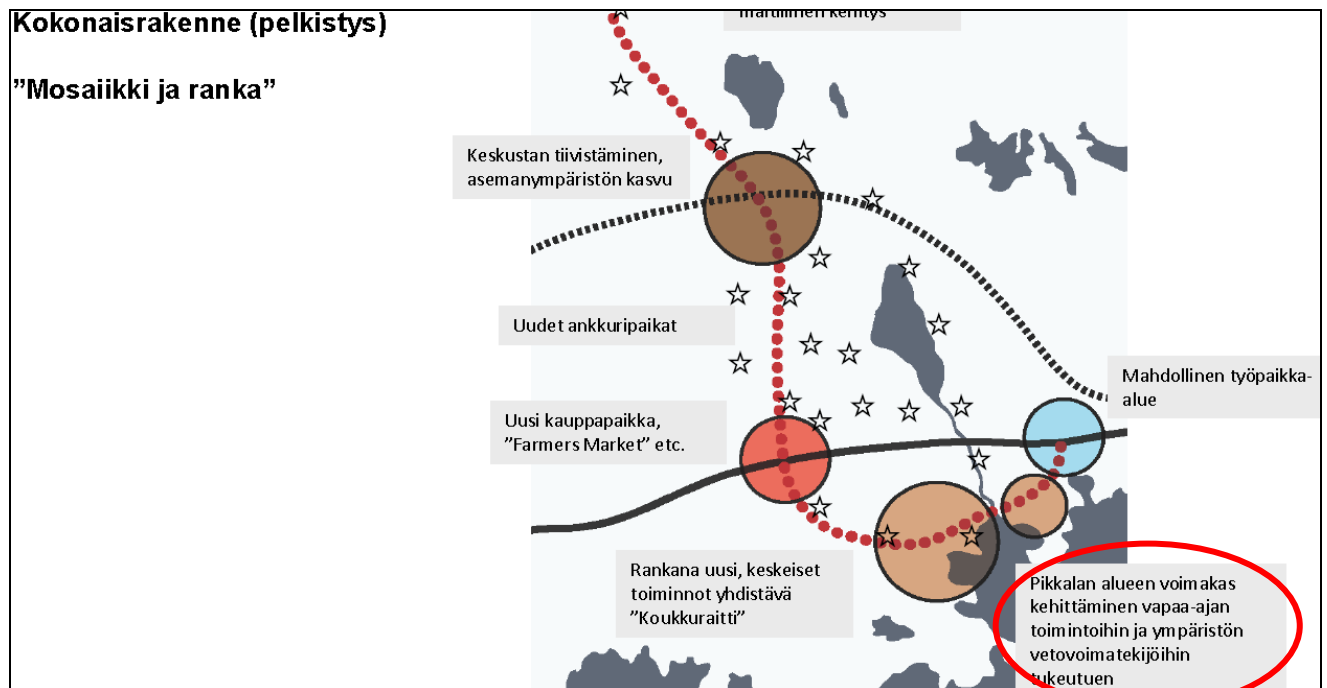 Kokonaisrakenne (pelkistys)
”Mosaiikki ja ranka”
Keskustan tiivistäminen,
asemanympäristön kasvu
Uudet ankkuripaikat
Mahdollinen työpaikka-
alue
Uusi kauppapaikka,
”Farmers Market” etc.
Rankana uusi, keskeiset
toiminnot yhdistävä
”Koukkuraitti”
Pikkalan alueen voimakas
kehittäminen vapaa-ajan
toimintoihin ja ympäristön
vetovoimatekijöihin
tukeutuen